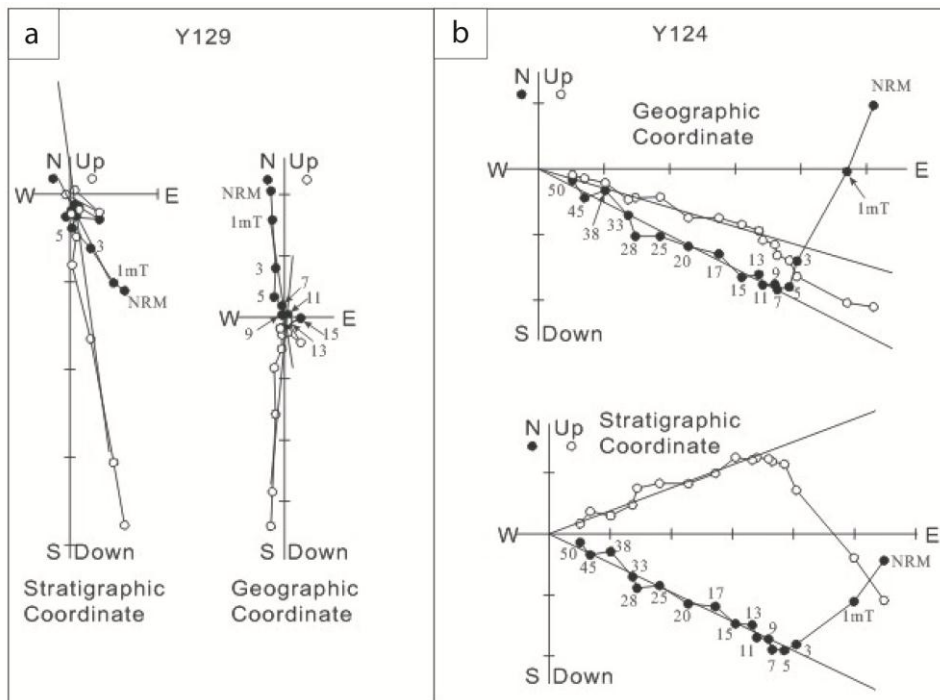 a
Y129
N Up
W E
5
3
1mT
NRM
S Down
Stratigraphic
Coordinate
N Up
NRM
1mT
3
5
7
11
W E
9
15
13
S Down
Geographic
Coordinate
b
Y124
N Up
NRM
Geographic
Coordinate
W E
50
1mT
45
38
33
28
25
20
17
15
13
11
9
7
5
3
S Down
N Up
Stratigraphic
Coordinate
W E
50
45
38
33
28
25
20
17
15
13
11
9
7
5
3
1mT
NRM
S Down